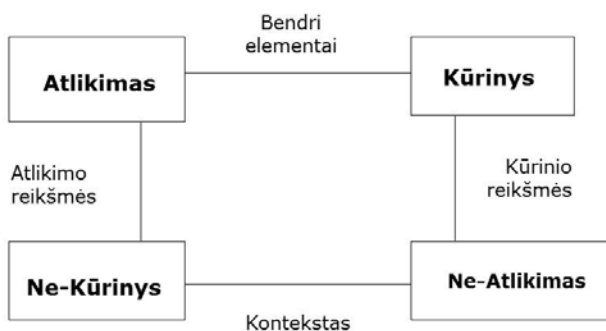 Bendri
elementai
Atlikimas
Kūrinys
Atlikimo
reikšmės
Kūrinio
reikšmės
Ne-Kūrinys
Ne-Atlikimas
Kontekstas